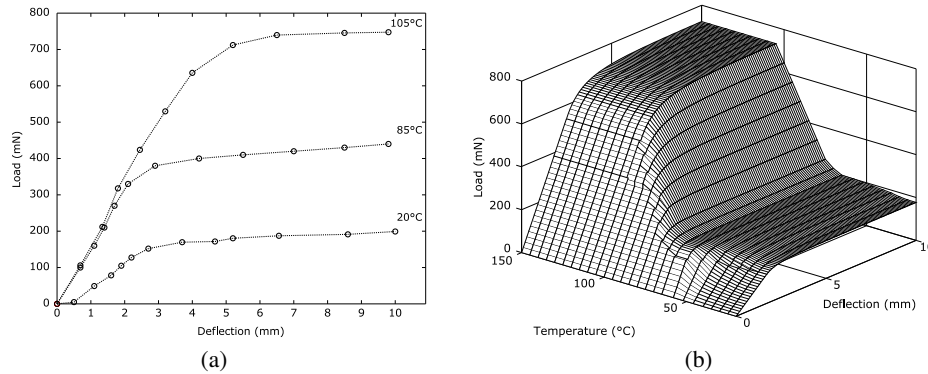 800
700
600
500
400
300
200
100
0
Load (mN)
105°C
85°C
20°C
0 1 2 3 4 5 6 7 8 9 10
Deflection (mm)
(a)
800
600
400
200
0
Load (mN)
150
100
50
0
Temperature (°C)
5
10
Deflection (mm)
(b)